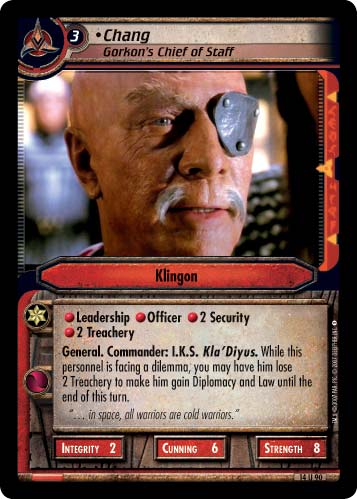 3
•Chang
Gorkon's Chief of Staff
Klingon
Leadership Officer 2 Security
2 Treachery
General. Commander: I.K.S. Kla'Diyus. While this
personnel is facing a dilemma, you may have him lose
2 Treachery to make him gain Diplomacy and Law until the
end of this turn.
“... in space, all warriors are cold warriors.”
INTEGRITY 2 CUNNING 6 STRENGTH 8
14 U 90